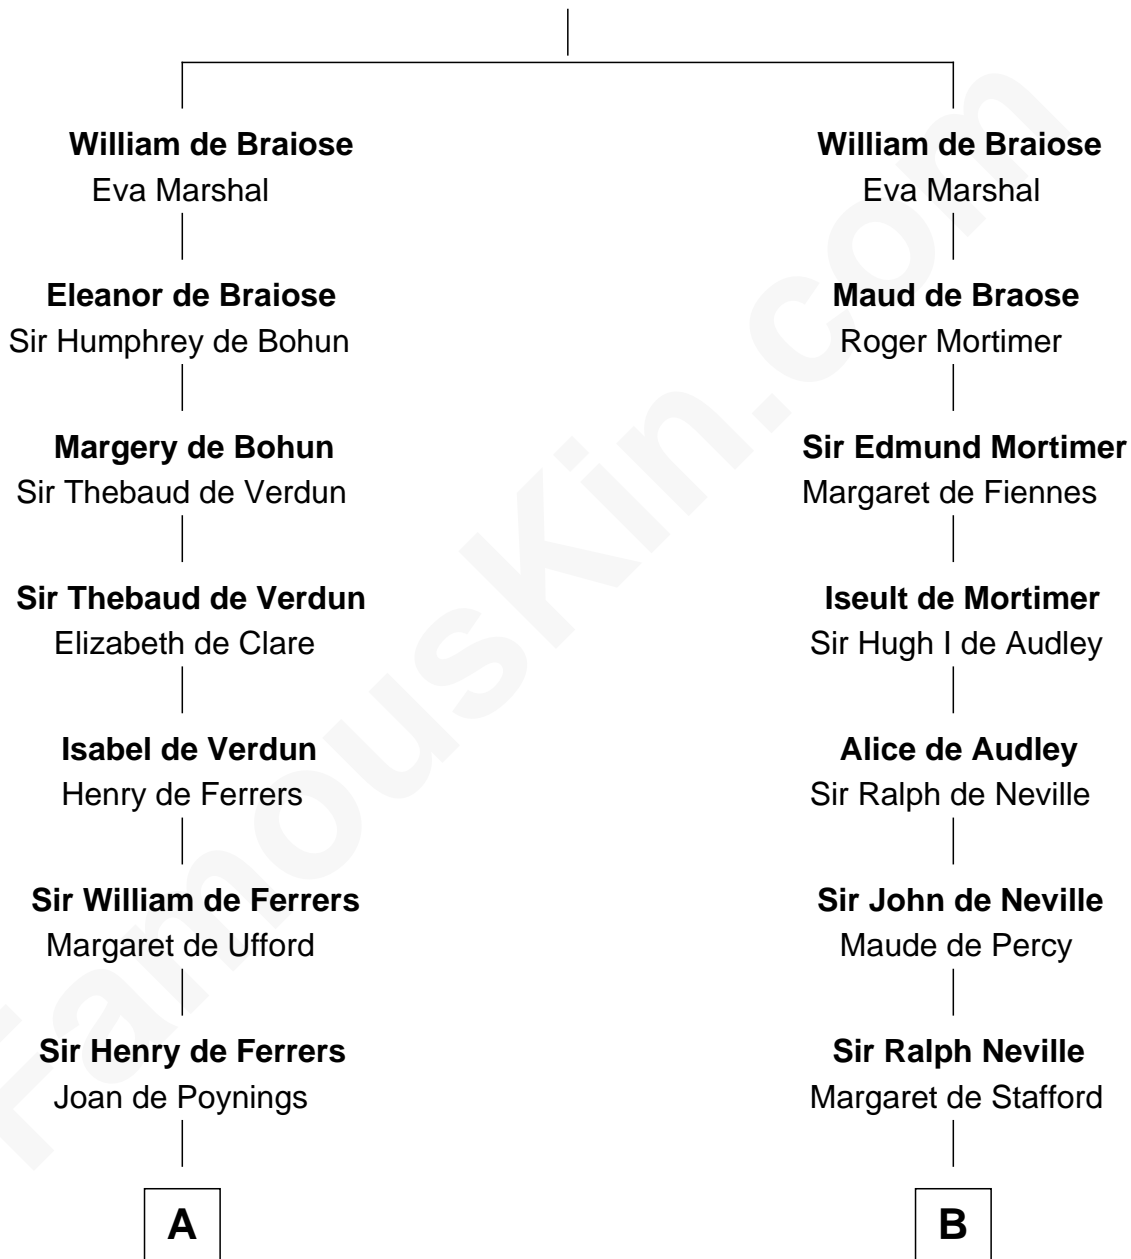 William de Braiose
Eva Marshal
Eleanor de Braiose
Sir Humphrey de Bohun
Margery de Bohun
Sir Thebaud de Verdun
Sir Thebaud de Verdun
Elizabeth de Clare
Isabel de Verdun
Henry de Ferrers
Sir William de Ferrers
Margaret de Ufford
Sir Henry de Ferrers
Joan de Poynings
A
William de Braiose
Eva Marshal
Maud de Braose
Roger Mortimer
Sir Edmund Mortimer
Margaret de Fiennes
Iseult de Mortimer
Sir Hugh I de Audley
Alice de Audley
Sir Ralph de Neville
Sir John de Neville
Maude de Percy
Sir Ralph Neville
Margaret de Stafford
B
FamousKin.com